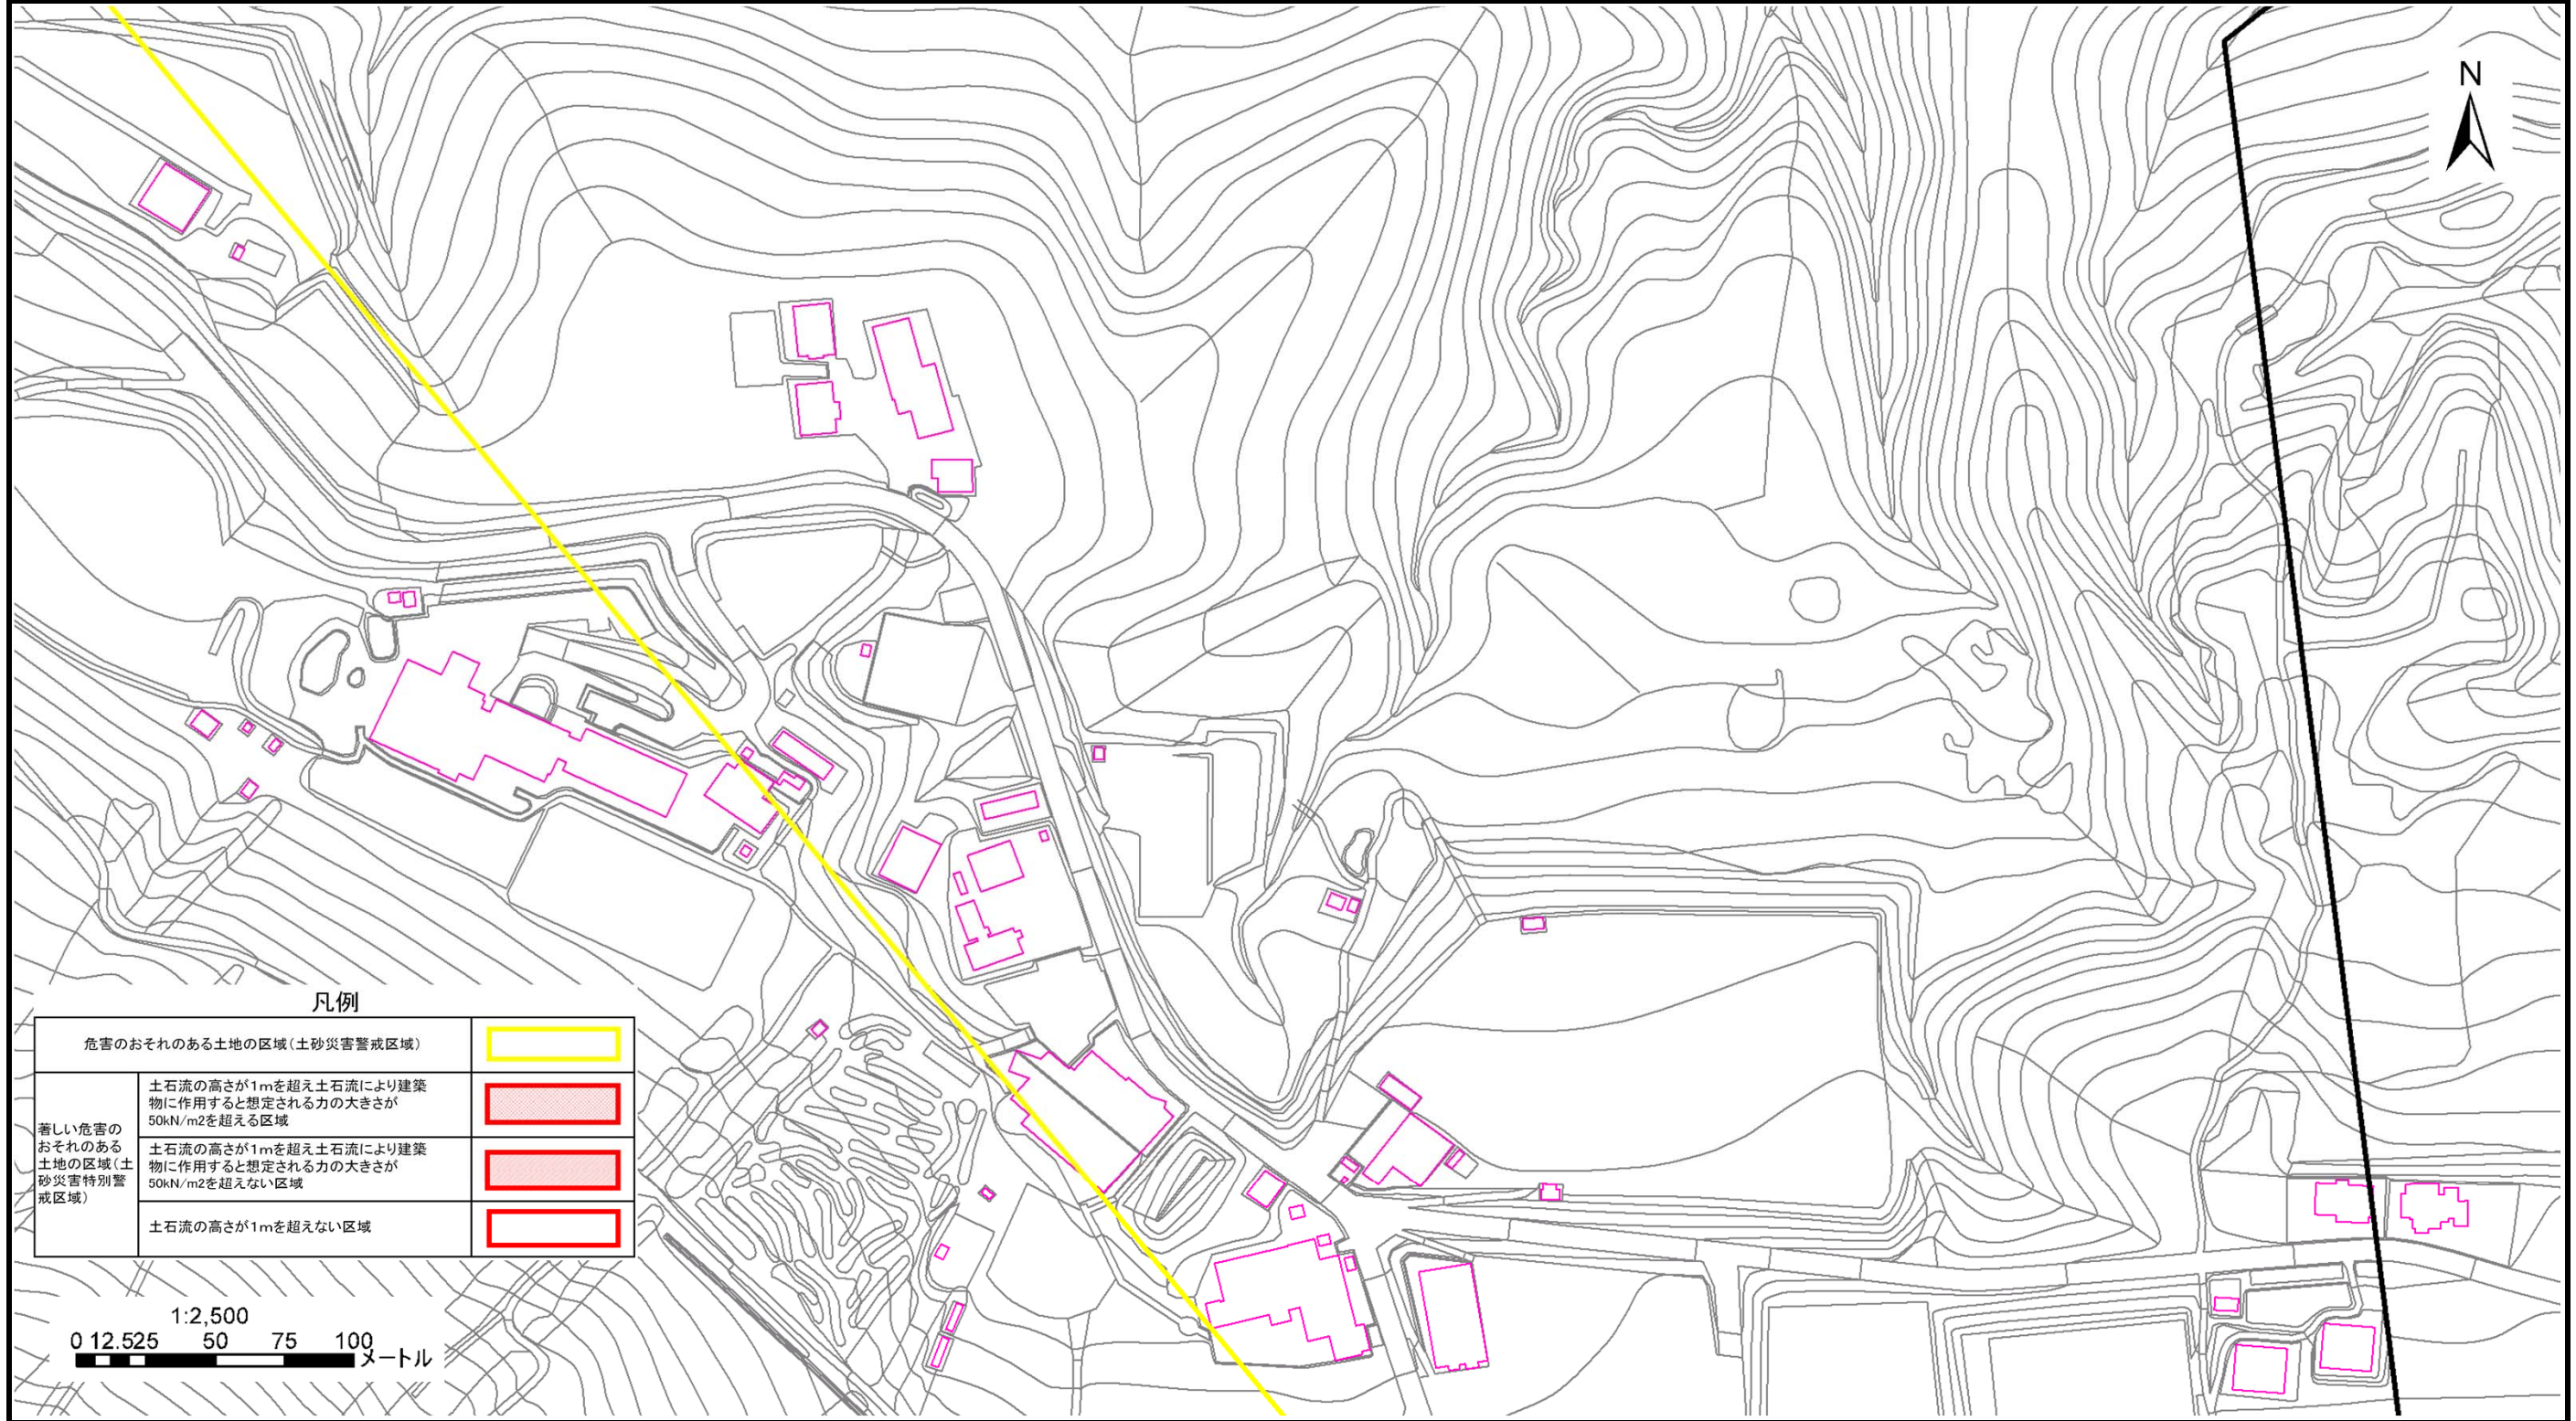 N
凡例
危害のおそれのある土地の区域(土砂災害警戒区域)
著しい危害の
おそれのある
土地の区域(土
砂災害特別警
戒区域)
土石流の高さが1mを超え土石流により建築
物に作用すると想定される力の大きさが
50kN/m2を超える区域
土石流の高さが1mを超え土石流により建築
物に作用すると想定される力の大きさが
50kN/m2を超えない区域
土石流の高さが1mを超えない区域
1:2,500
0 12.525 50 75 100
メートル